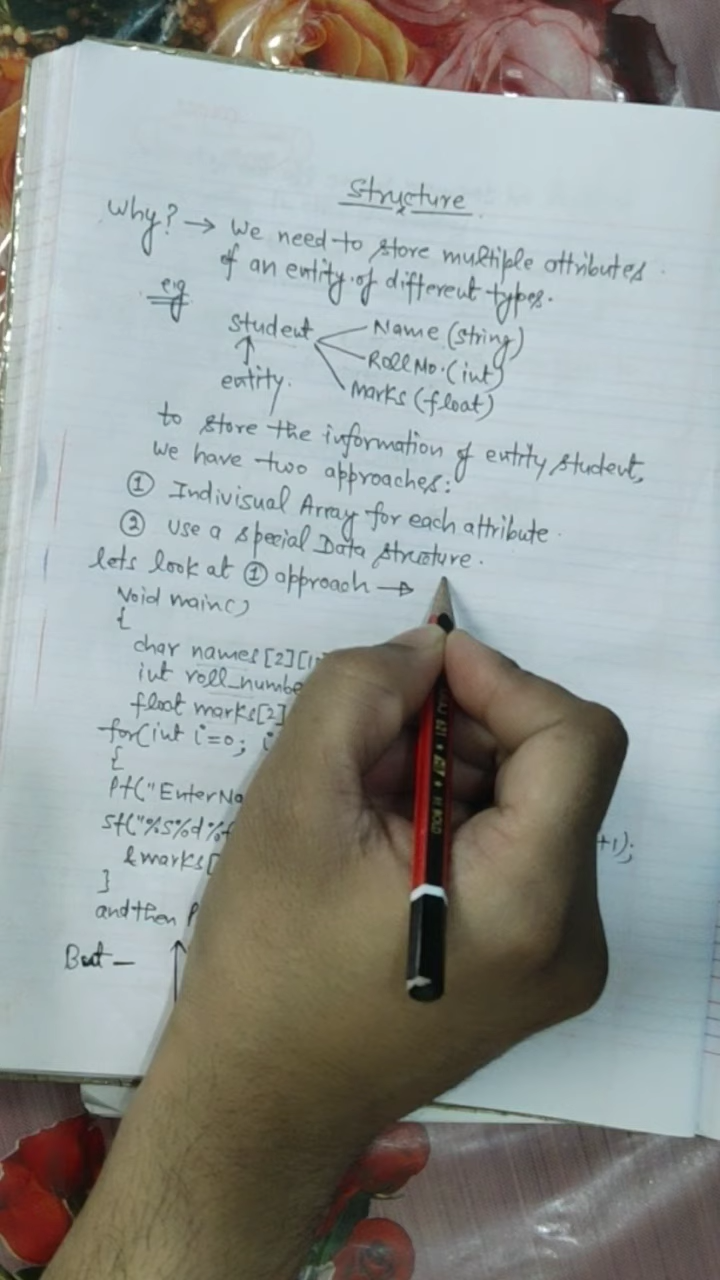 Structure
Why? → We need to store multiple attributes
of an entity of different types.
eg
Student
Name (string)
Roll No. (int)
Marks (float)
↑
entity.
to store the information of entity student,
we have two approaches:
① Indivisual Array for each attribute.
② Use a special Data structure.
lets look at ① approach →
Void main()
{
char names[2][1
int roll_numbe
float marks[2]
for(int i=0; i
{
Pf("Enter Na
Sf("%s%d%f
+1);
&marks[
}
and then P
But —